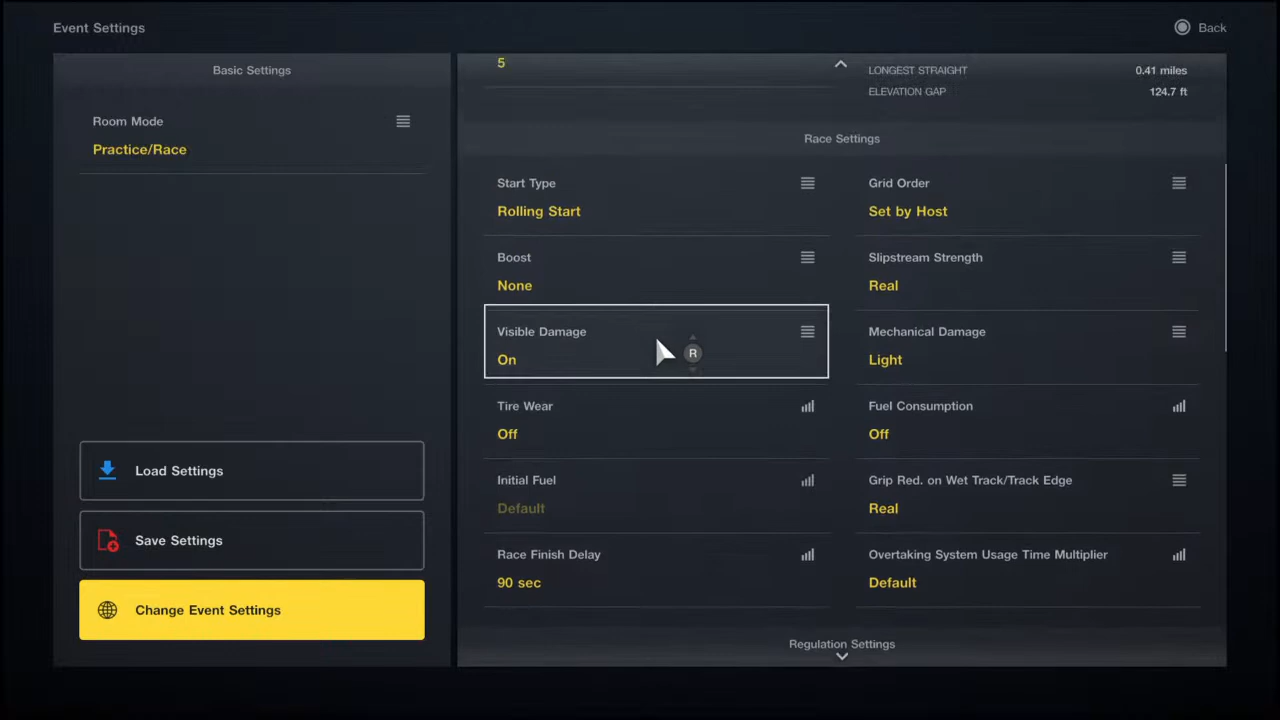 Event Settings
Back
Basic Settings
Room Mode
Practice/Race
Load Settings
Save Settings
Change Event Settings
5
LONGEST STRAIGHT 0.41 miles
ELEVATION GAP 124.7 ft
Race Settings
Start Type
Rolling Start
Grid Order
Set by Host
Boost
None
Slipstream Strength
Real
Visible Damage
On
R
Mechanical Damage
Light
Tire Wear
Off
Fuel Consumption
Off
Initial Fuel
Default
Grip Red. on Wet Track/Track Edge
Real
Race Finish Delay
90 sec
Overtaking System Usage Time Multiplier
Default
Regulation Settings